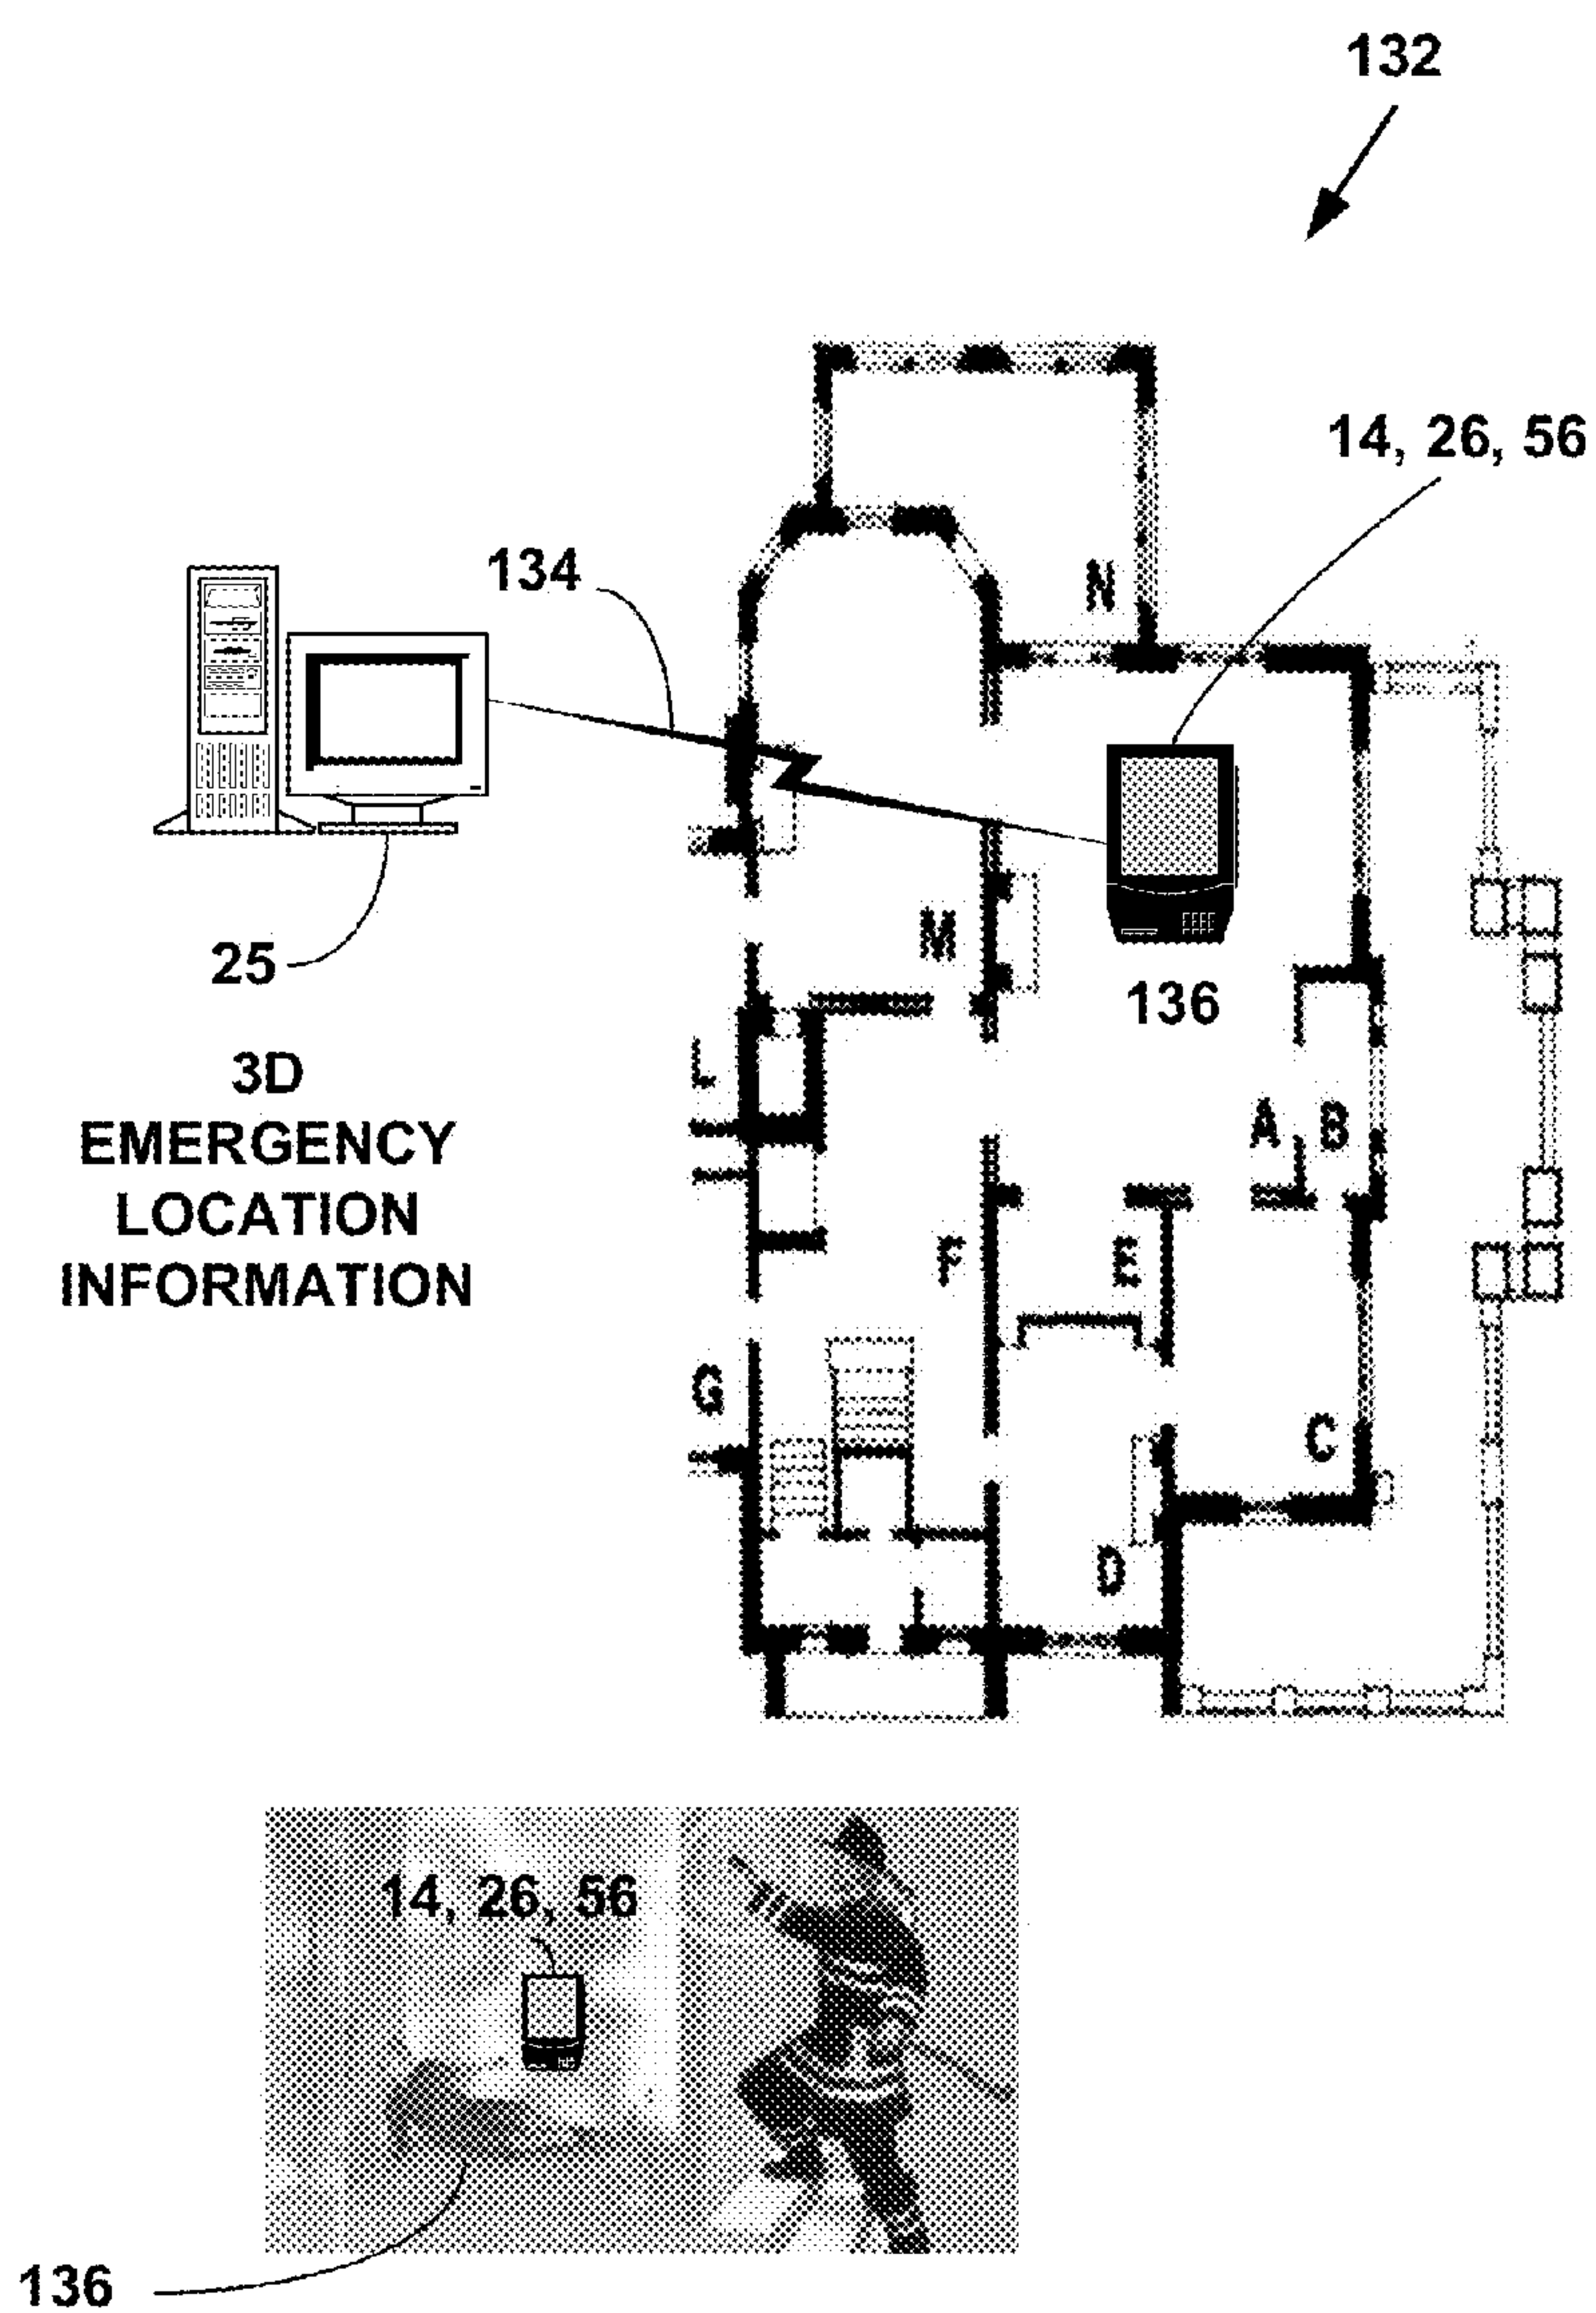 132
14, 26, 56
134
N
25
M
136
3D
EMERGENCY
LOCATION
INFORMATION
L
A B
F
E
G
C
D
14, 26, 56
136